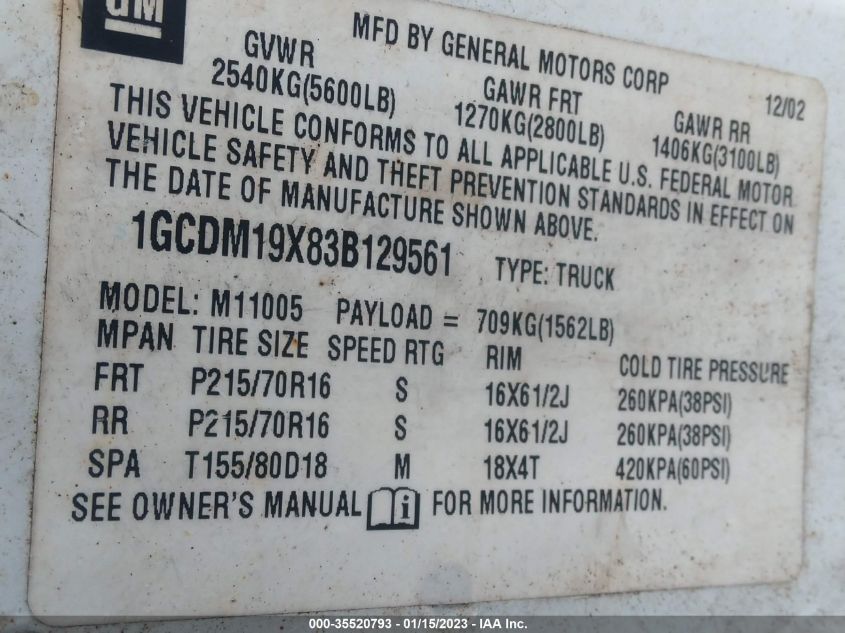 GM
MFD BY GENERAL MOTORS CORP 12/02
GVWR GAWR FRT GAWR RR
2540KG(5600LB) 1270KG(2800LB) 1406KG(3100LB)
THIS VEHICLE CONFORMS TO ALL APPLICABLE U.S. FEDERAL MOTOR
VEHICLE SAFETY AND THEFT PREVENTION STANDARDS IN EFFECT ON
THE DATE OF MANUFACTURE SHOWN ABOVE.
1GCDM19X83B129561 TYPE: TRUCK
MODEL: M11005 PAYLOAD = 709KG(1562LB)
MPAN TIRE SIZE SPEED RTG RIM COLD TIRE PRESSURE
FRT P215/70R16 S 16X61/2J 260KPA(38PSI)
RR P215/70R16 S 16X61/2J 260KPA(38PSI)
SPA T155/80D18 M 18X4T 420KPA(60PSI)
SEE OWNER'S MANUAL i FOR MORE INFORMATION.
000-35520793 - 01/15/2023 - IAA Inc.